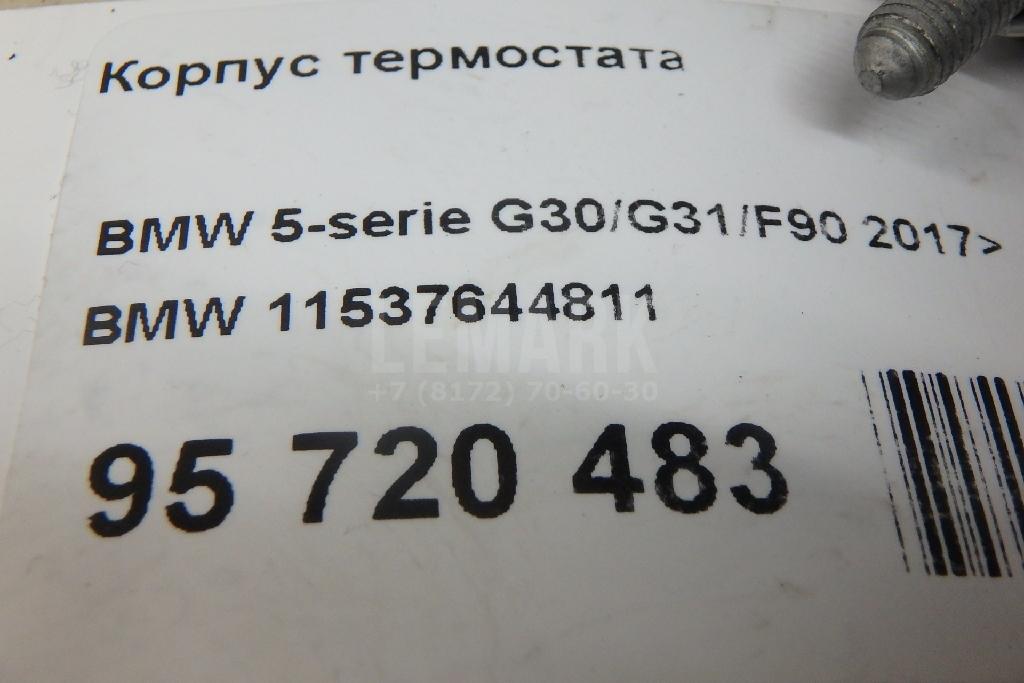 Корпус термостата
BMW 5-serie G30/G31/F90 2017>
BMW 11537644811
LEMARK
+7 (8172) 70-60-30
95 720 483